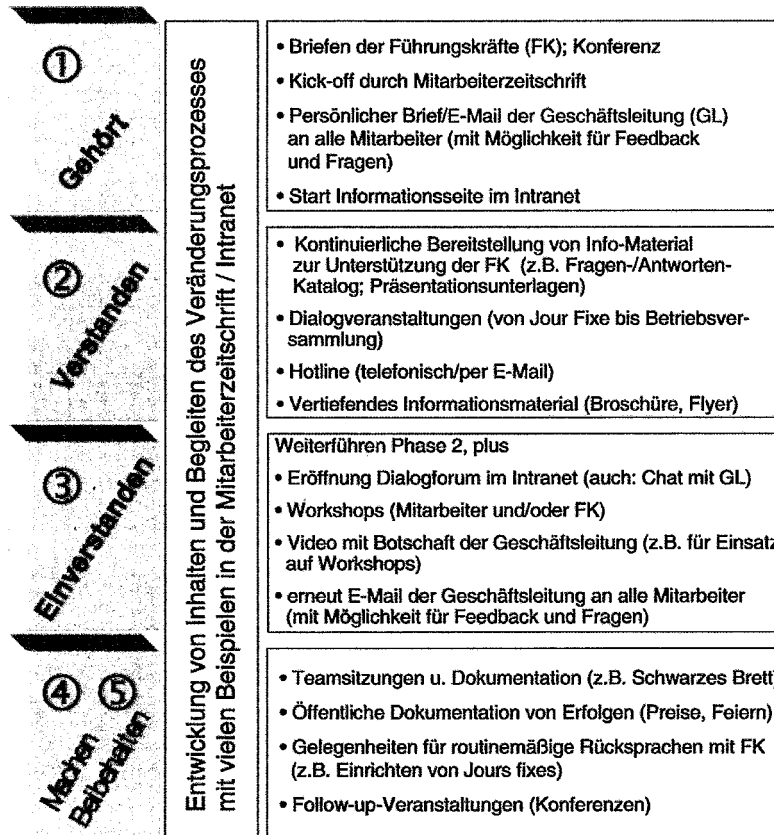 ①
Gehört
②
Verstanden
③
Einverstanden
④ ⑤
Machen
Beibehalten
Entwicklung von Inhalten und Begleiten des Veränderungsprozesses
mit vielen Beispielen in der Mitarbeiterzeitschrift / Intranet
• Briefen der Führungskräfte (FK); Konferenz
• Kick-off durch Mitarbeiterzeitschrift
• Persönlicher Brief/E-Mail der Geschäftsleitung (GL)
an alle Mitarbeiter (mit Möglichkeit für Feedback
und Fragen)
• Start Informationsseite im Intranet
• Kontinuierliche Bereitstellung von Info-Material
zur Unterstützung der FK (z.B. Fragen-/Antworten-
Katalog; Präsentationsunterlagen)
• Dialogveranstaltungen (von Jour Fixe bis Betriebsver-
sammlung)
• Hotline (telefonisch/per E-Mail)
• Vertiefendes Informationsmaterial (Broschüre, Flyer)
Weiterführen Phase 2, plus
• Eröffnung Dialogforum im Intranet (auch: Chat mit GL)
• Workshops (Mitarbeiter und/oder FK)
• Video mit Botschaft der Geschäftsleitung (z.B. für Einsatz
auf Workshops)
• erneut E-Mail der Geschäftsleitung an alle Mitarbeiter
(mit Möglichkeit für Feedback und Fragen)
• Teamsitzungen u. Dokumentation (z.B. Schwarzes Brett)
• Öffentliche Dokumentation von Erfolgen (Preise, Feiern)
• Gelegenheiten für routinemäßige Rücksprachen mit FK
(z.B. Einrichten von Jours fixes)
• Follow-up-Veranstaltungen (Konferenzen)